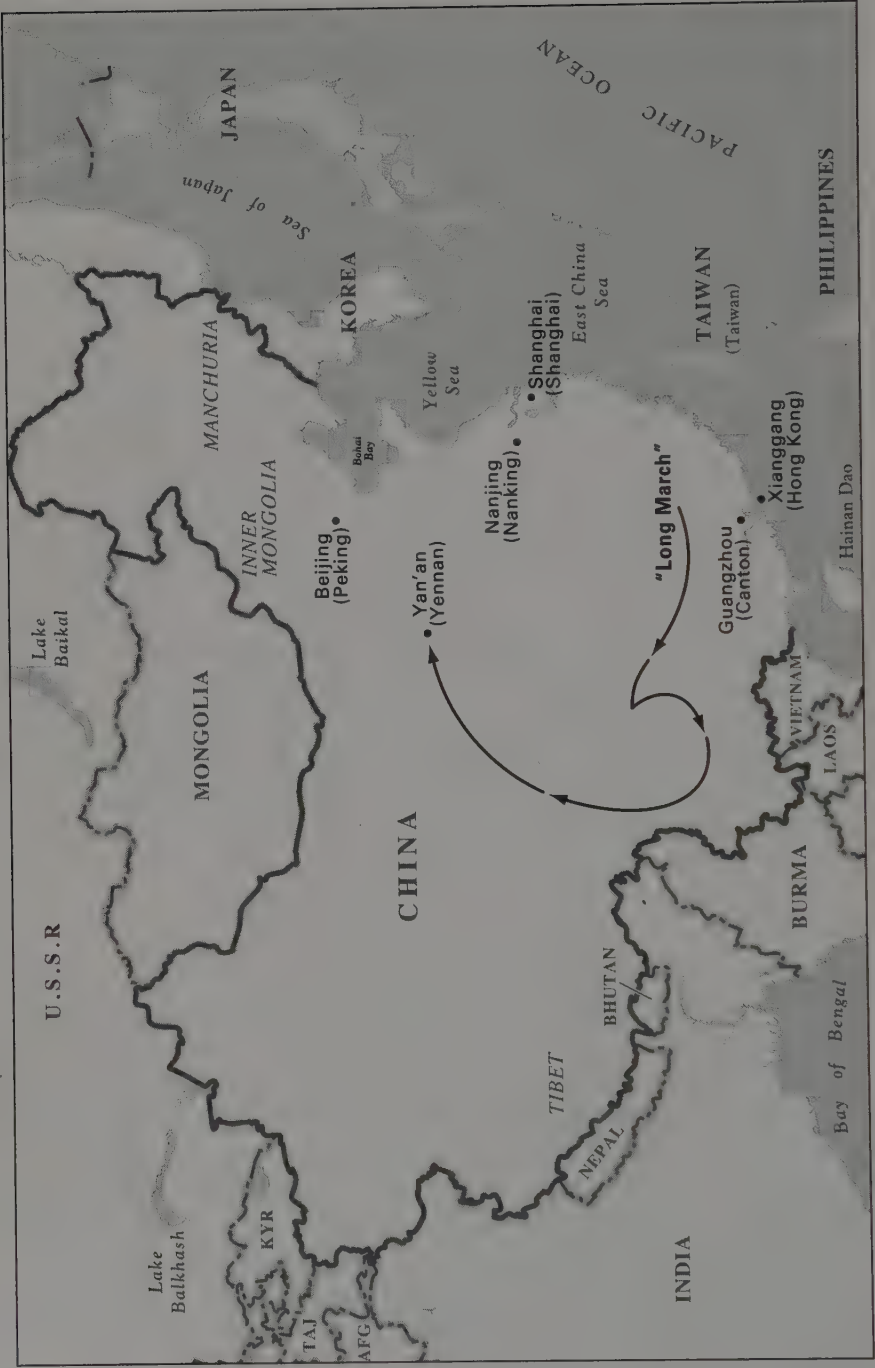 U.S.S.R
Lake
Balkhash
KYR
TAJ
AFG
Lake
Baikal
MONGOLIA
INNER
MONGOLIA
MANCHURIA
Sea of Japan
JAPAN
KOREA
Beijing
(Peking)
Bohai
Bay
Yellow
Sea
CHINA
Yan'an
(Yennan)
Nanjing
(Nanking)
Shanghai
(Shanghai)
East China
Sea
PACIFIC OCEAN
TIBET
NEPAL
BHUTAN
INDIA
"Long March"
Guangzhou
(Canton)
Xianggang
(Hong Kong)
TAIWAN
(Taiwan)
BURMA
VIETNAM
LAOS
Hainan Dao
PHILIPPINES
Bay of Bengal